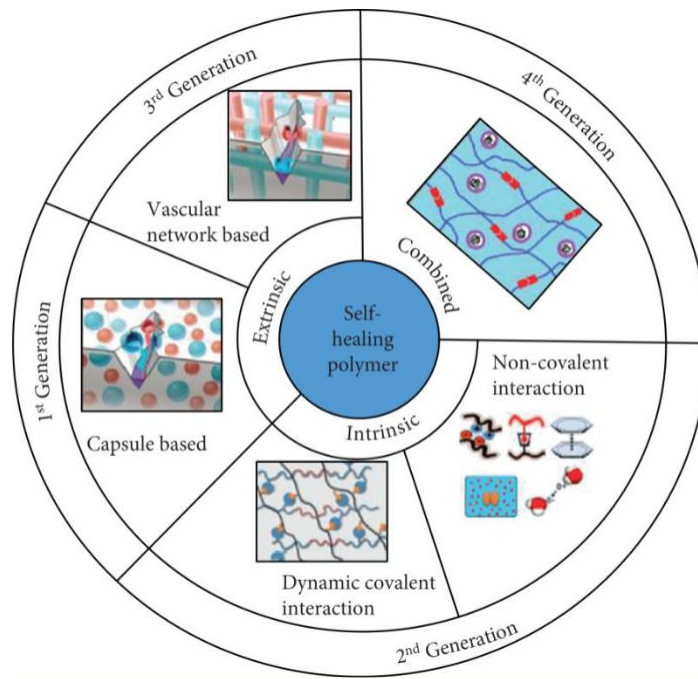 3rd Generation
4th Generation
Vascular
network based
Combined
Extrinsic
Self-
healing
polymer
Non-covalent
interaction
1st Generation
Capsule based
Intrinsic
Dynamic covalent
interaction
2nd Generation